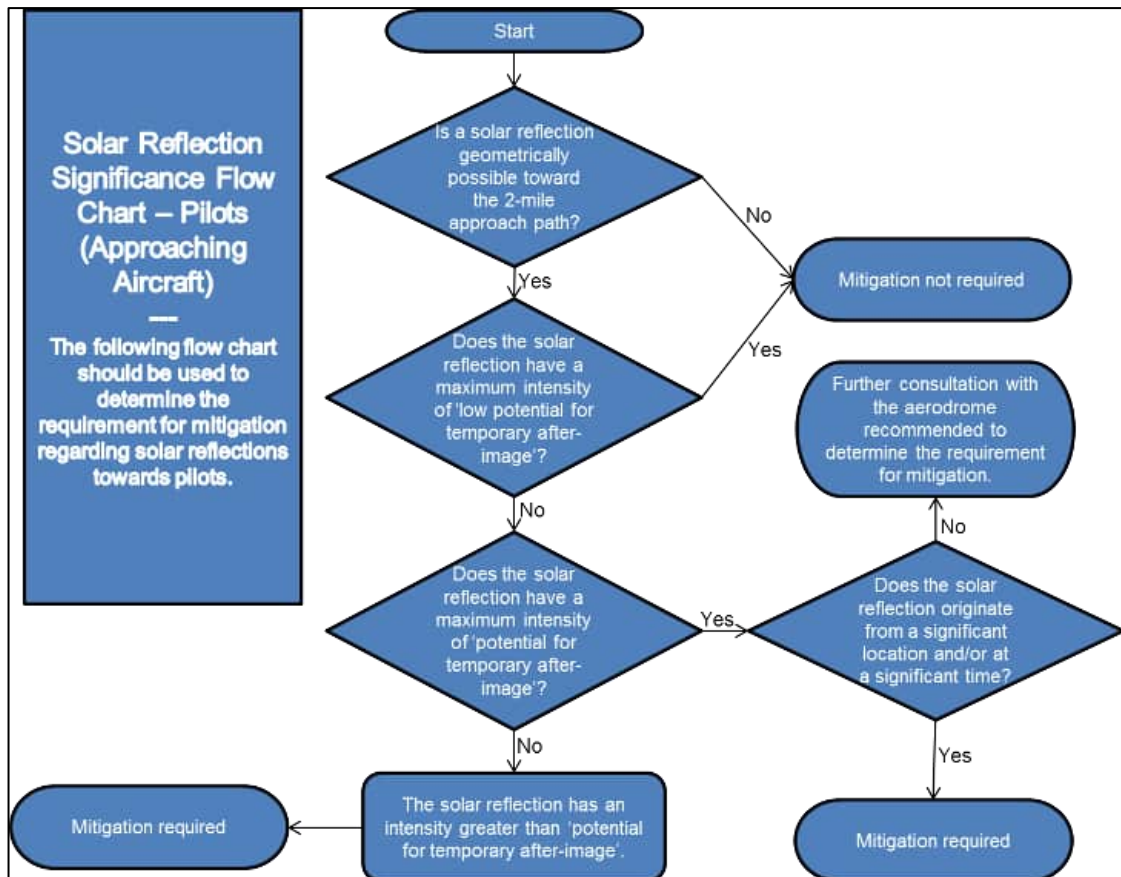 Solar Reflection
Significance Flow
Chart – Pilots
(Approaching
Aircraft)
---
The following flow chart
should be used to
determine the
requirement for mitigation
regarding solar reflections
towards pilots.
Start
Is a solar reflection
geometrically
possible toward
the 2-mile
approach path?
No
Yes
Mitigation not required
Does the solar
reflection have a
maximum intensity
of 'low potential for
temporary after-
image'?
Yes
No
Further consultation with
the aerodrome
recommended to
determine the requirement
for mitigation.
Does the solar
reflection have a
maximum intensity
of 'potential for
temporary after-
image'?
Yes
No
Does the solar
reflection originate
from a significant
location and/or at
a significant time?
No
Yes
The solar reflection has an
intensity greater than 'potential
for temporary after-image'.
Mitigation required
Mitigation required